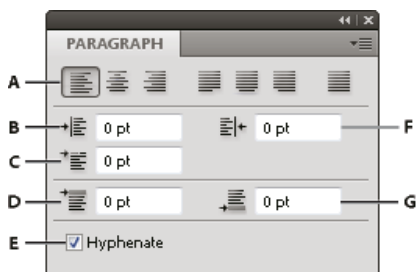 PARAGRAPH
A
B 0 pt 0 pt F
C 0 pt
D 0 pt 0 pt G
E Hyphenate